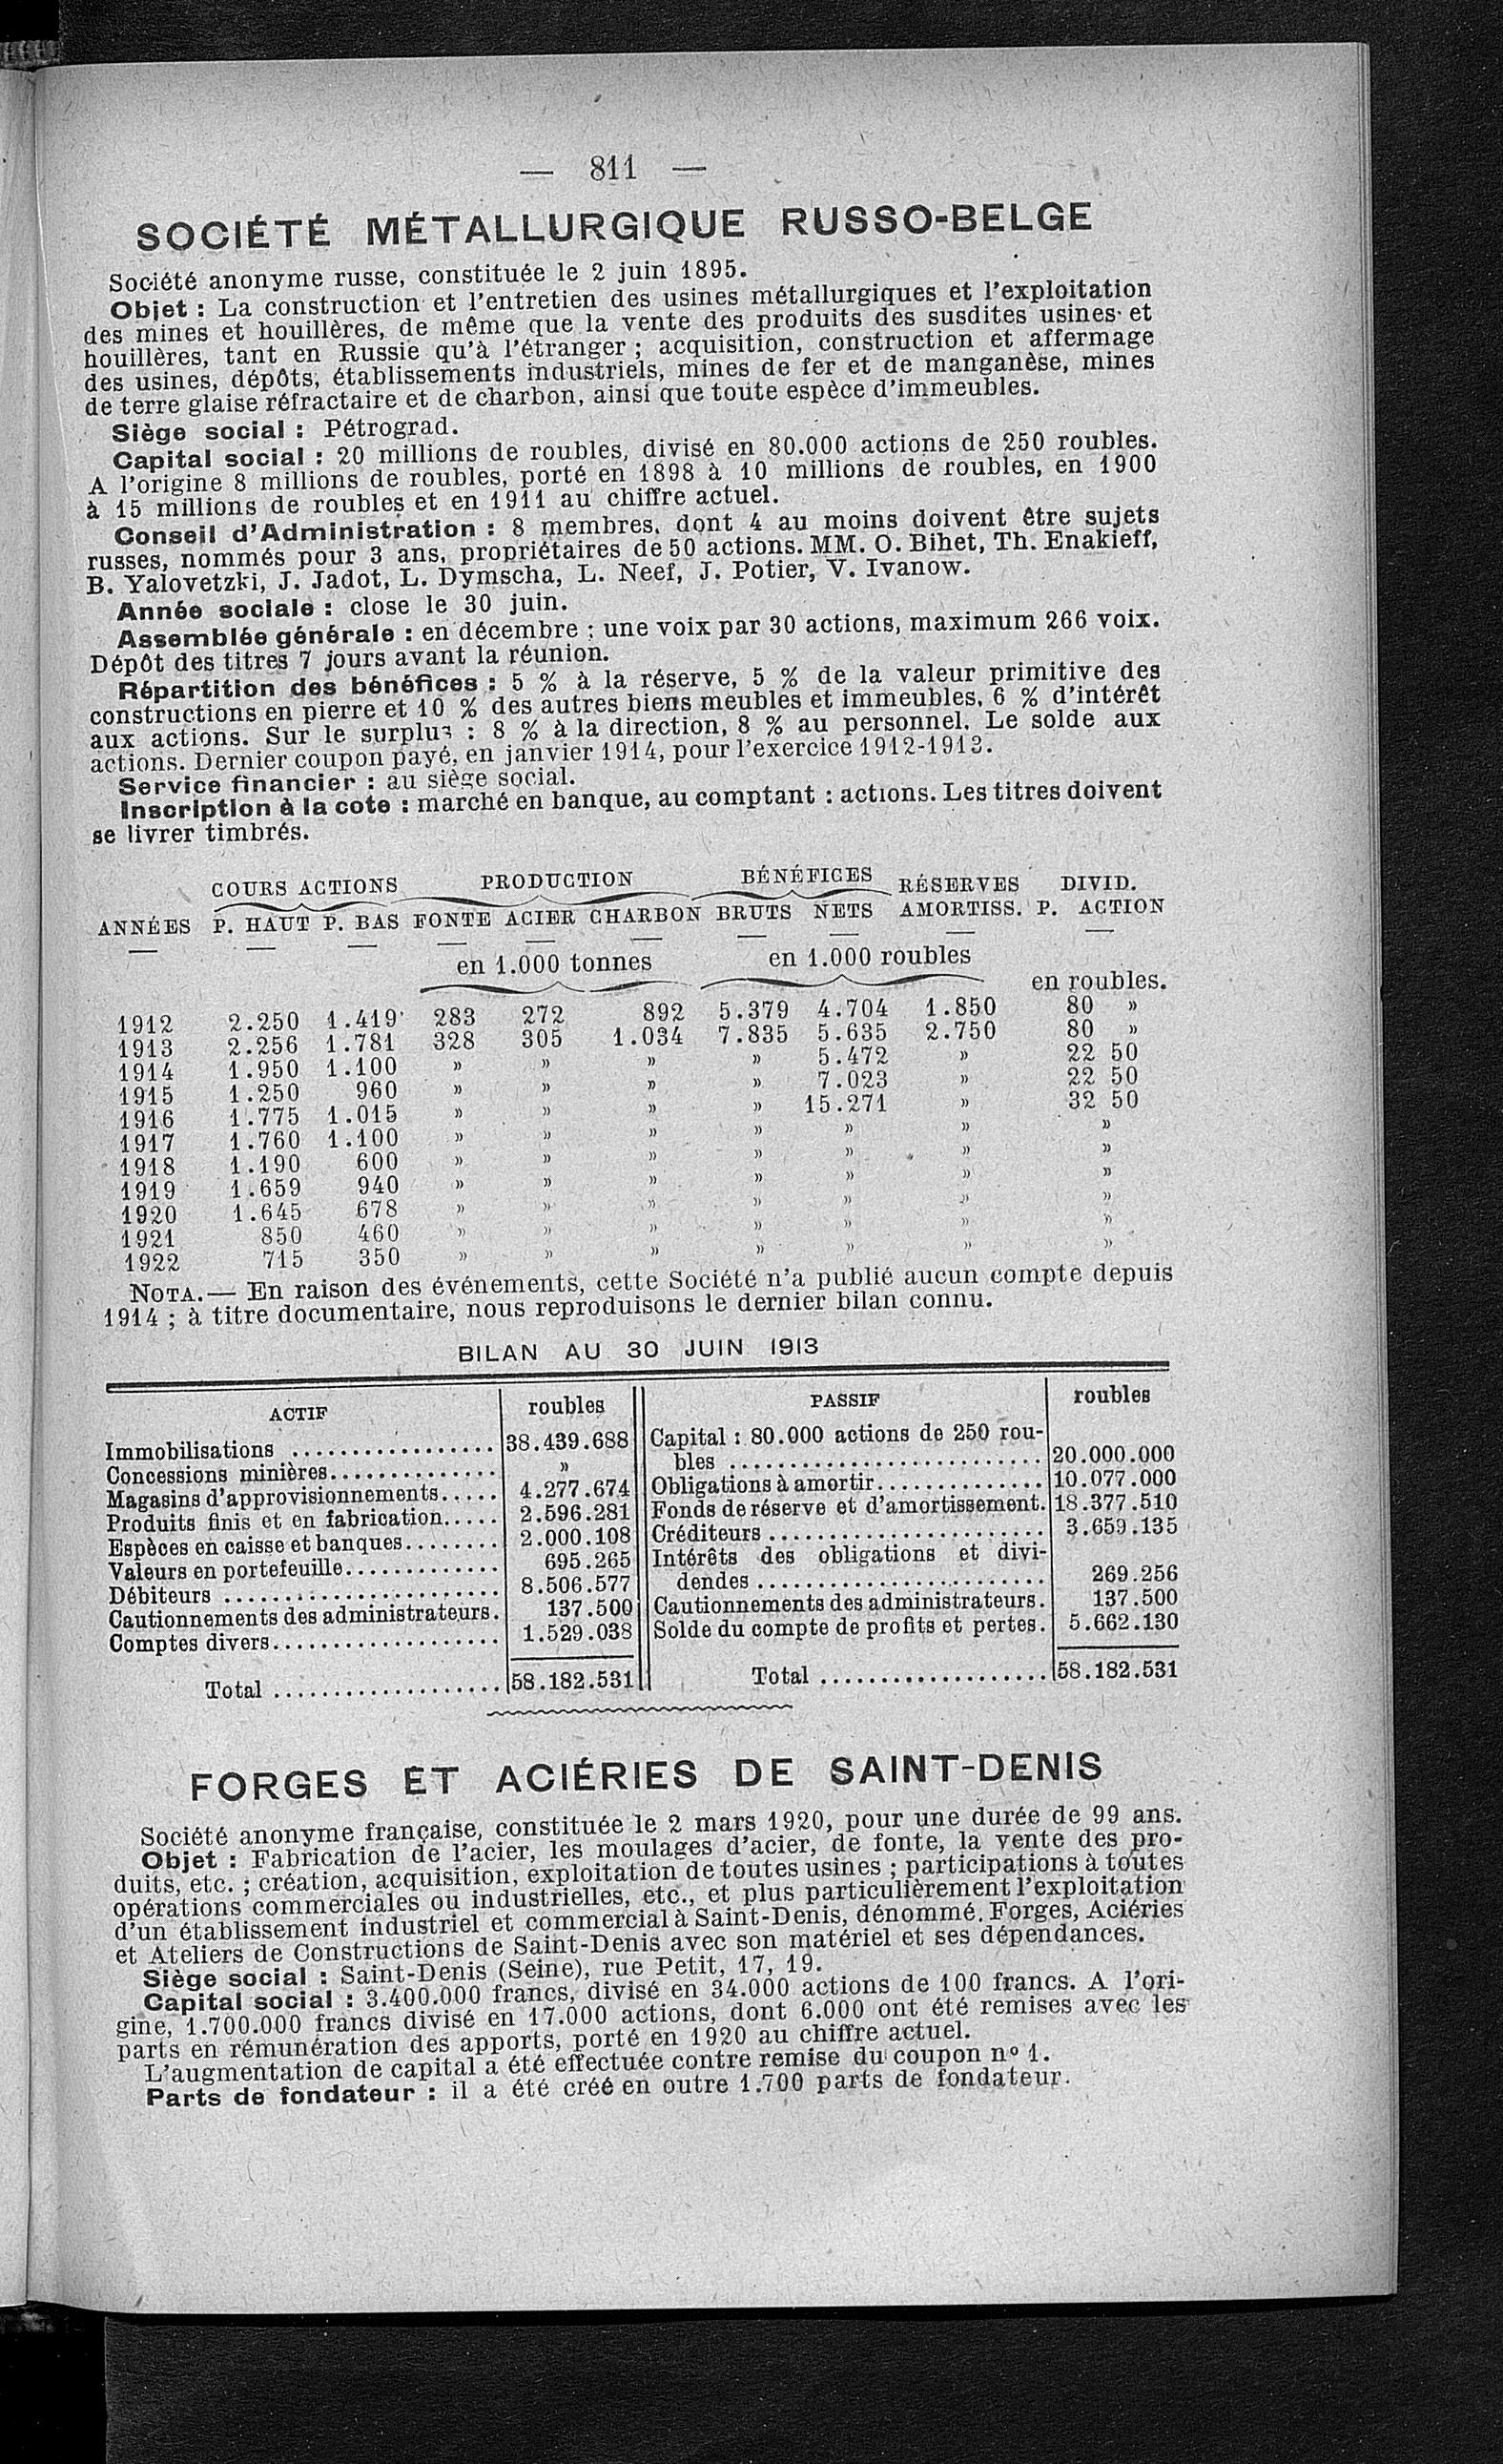 — 811 —
SOCIÉTÉ MÉTALLURGIQUE RUSSO-BELGE
Société anonyme russe, constituée le 2 juin 1895.
Objet : La construction et l'entretien des usines métallurgiques et l'exploitation
des mines et houillères, de même que la vente des produits des susdites usines et
houillères, tant en Russie qu'à l'étranger ; acquisition, construction et affermage
des usines, dépôts, établissements industriels, mines de fer et de manganèse, mines
de terre glaise réfractaire et de charbon, ainsi que toute espèce d'immeubles.
Siège social : Pétrograd.
Capital social : 20 millions de roubles, divisé en 80.000 actions de 250 roubles.
A l'origine 8 millions de roubles, porté en 1898 à 10 millions de roubles, en 1900
à 15 millions de roubles et en 1911 au chiffre actuel.
Conseil d'Administration : 8 membres, dont 4 au moins doivent être sujets
russes, nommés pour 3 ans, propriétaires de 50 actions. MM. O. Bihet, Th. Enakieff,
B. Yalovetzki, J. Jadot, L. Dymscha, L. Neef, J. Potier, V. Ivanow.
Année sociale : close le 30 juin.
Assemblée générale : en décembre ; une voix par 30 actions, maximum 266 voix.
Dépôt des titres 7 jours avant la réunion.
Répartition des bénéfices : 5 % à la réserve, 5 % de la valeur primitive des
constructions en pierre et 10 % des autres biens meubles et immeubles, 6 % d'intérêt
aux actions. Sur le surplus : 8 % à la direction, 8 % au personnel. Le solde aux
actions. Dernier coupon payé, en janvier 1914, pour l'exercice 1912-1913.
Service financier : au siège social.
Inscription à la cote : marché en banque, au comptant : actions. Les titres doivent
se livrer timbrés.
COURS ACTIONS PRODUCTION BÉNÉFICES RÉSERVES DIVID.
ANNÉES P. HAUT P. BAS FONTE ACIER CHARBON BRUTS NETS AMORTISS. P. ACTION
en 1.000 tonnes en 1.000 roubles
en roubles.
1912 2.250 1.419 283 272 892 5.379 4.704 1.850 80 »
1913 2.256 1.781 328 305 1.034 7.835 5.635 2.750 80 »
1914 1.950 1.100 » » » » 5.472 » 22 50
1915 1.250 960 » » » » 7.023 » 22 50
1916 1.775 1.015 » » » » 15.271 » 32 50
1917 1.760 1.100 » » » » » » »
1918 1.190 600 » » » » » » »
1919 1.659 940 » » » » » » »
1920 1.645 678 » » » » » » »
1921 850 460 » » » » » » »
1922 715 350 » » » » » » »
NOTA. — En raison des événements, cette Société n'a publié aucun compte depuis
1914 ; à titre documentaire, nous reproduisons le dernier bilan connu.
BILAN AU 30 JUIN 1913
ACTIF roubles PASSIF roubles
Immobilisations ................. 38.439.688 Capital : 80.000 actions de 250 rou-
Concessions minières.............. » bles .......................... 20.000.000
Magasins d'approvisionnements..... 4.277.674 Obligations à amortir.............. 10.077.000
Produits finis et en fabrication..... 2.596.281 Fonds de réserve et d'amortissement. 18.377.510
Espèces en caisse et banques........ 2.000.108 Créditeurs ....................... 3.659.135
Valeurs en portefeuille............. 695.265 Intérêts des obligations et divi-
Débiteurs ....................... 8.506.577 dendes ........................ 269.256
Cautionnements des administrateurs. 137.500 Cautionnements des administrateurs. 137.500
Comptes divers................... 1.529.038 Solde du compte de profits et pertes. 5.662.130
Total ................... 58.182.531 Total ................... 58.182.531
FORGES ET ACIÉRIES DE SAINT-DENIS
Société anonyme française, constituée le 2 mars 1920, pour une durée de 99 ans.
Objet : Fabrication de l'acier, les moulages d'acier, de fonte, la vente des pro-
duits, etc. ; création, acquisition, exploitation de toutes usines ; participations à toutes
opérations commerciales ou industrielles, etc., et plus particulièrement l'exploitation
d'un établissement industriel et commercial à Saint-Denis, dénommé. Forges, Aciéries
et Ateliers de Constructions de Saint-Denis avec son matériel et ses dépendances.
Siège social : Saint-Denis (Seine), rue Petit, 17, 19.
Capital social : 3.400.000 francs, divisé en 34.000 actions de 100 francs. A l'ori-
gine, 1.700.000 francs divisé en 17.000 actions, dont 6.000 ont été remises avec les
parts en rémunération des apports, porté en 1920 au chiffre actuel.
L'augmentation de capital a été effectuée contre remise du coupon nº 1.
Parts de fondateur : il a été créé en outre 1.700 parts de fondateur.